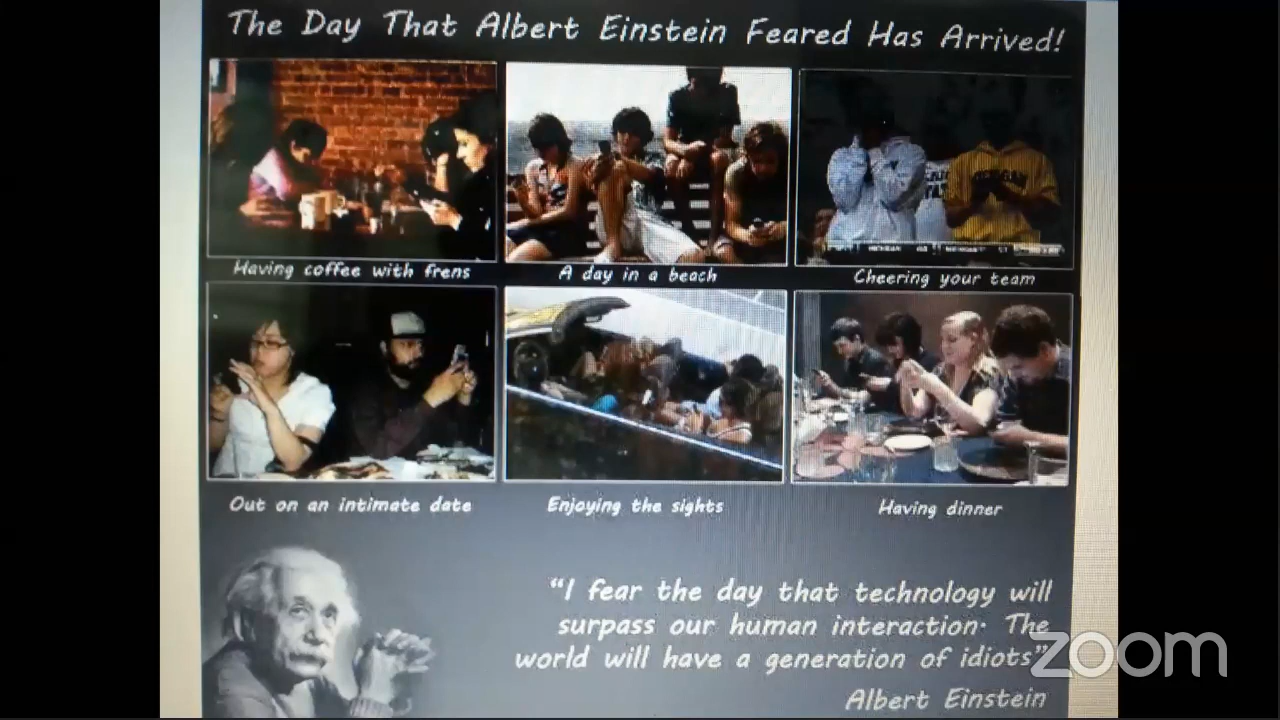 The Day That Albert Einstein Feared Has Arrived!
Having coffee with frens
A day in a beach
Cheering your team
Out on an intimate date
Enjoying the sights
Having dinner
“I fear the day that technology will
surpass our human interaction. The
world will have a generation of idiots”
Albert Einstein
zoom